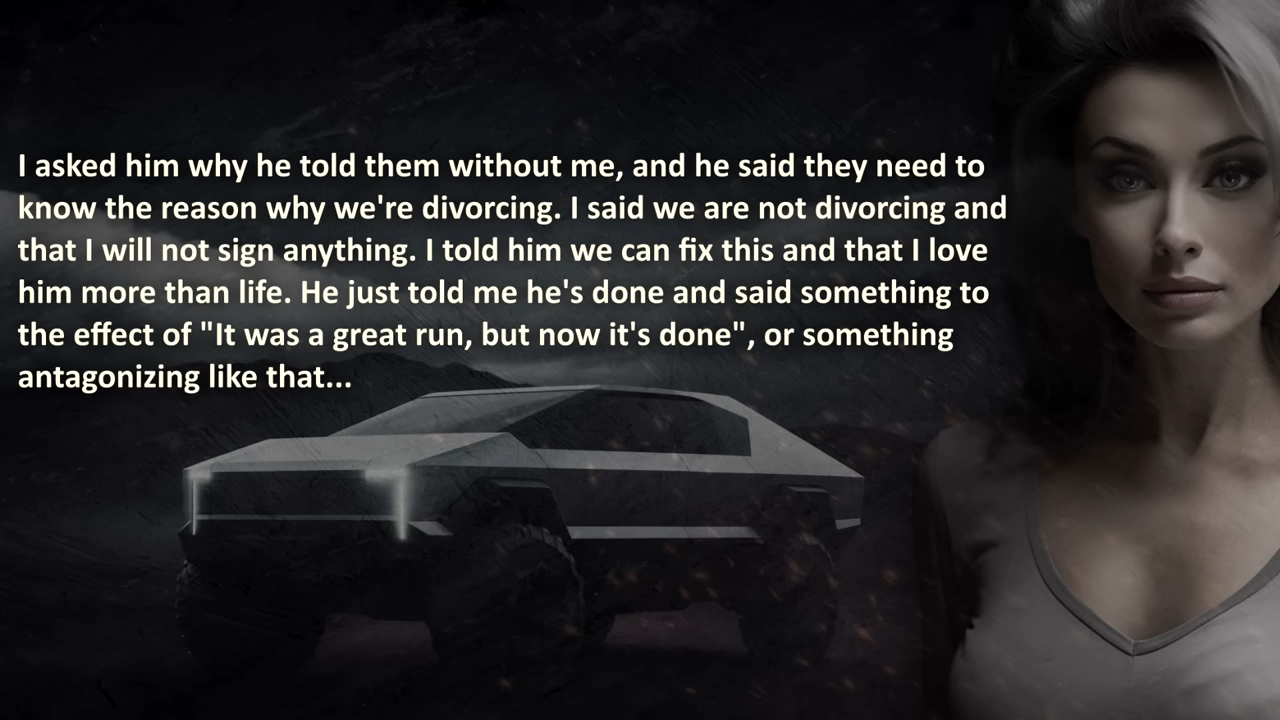 I asked him why he told them without me, and he said they need to
know the reason why we're divorcing. I said we are not divorcing and
that I will not sign anything. I told him we can fix this and that I love
him more than life. He just told me he's done and said something to
the effect of "It was a great run, but now it's done", or something
antagonizing like that...